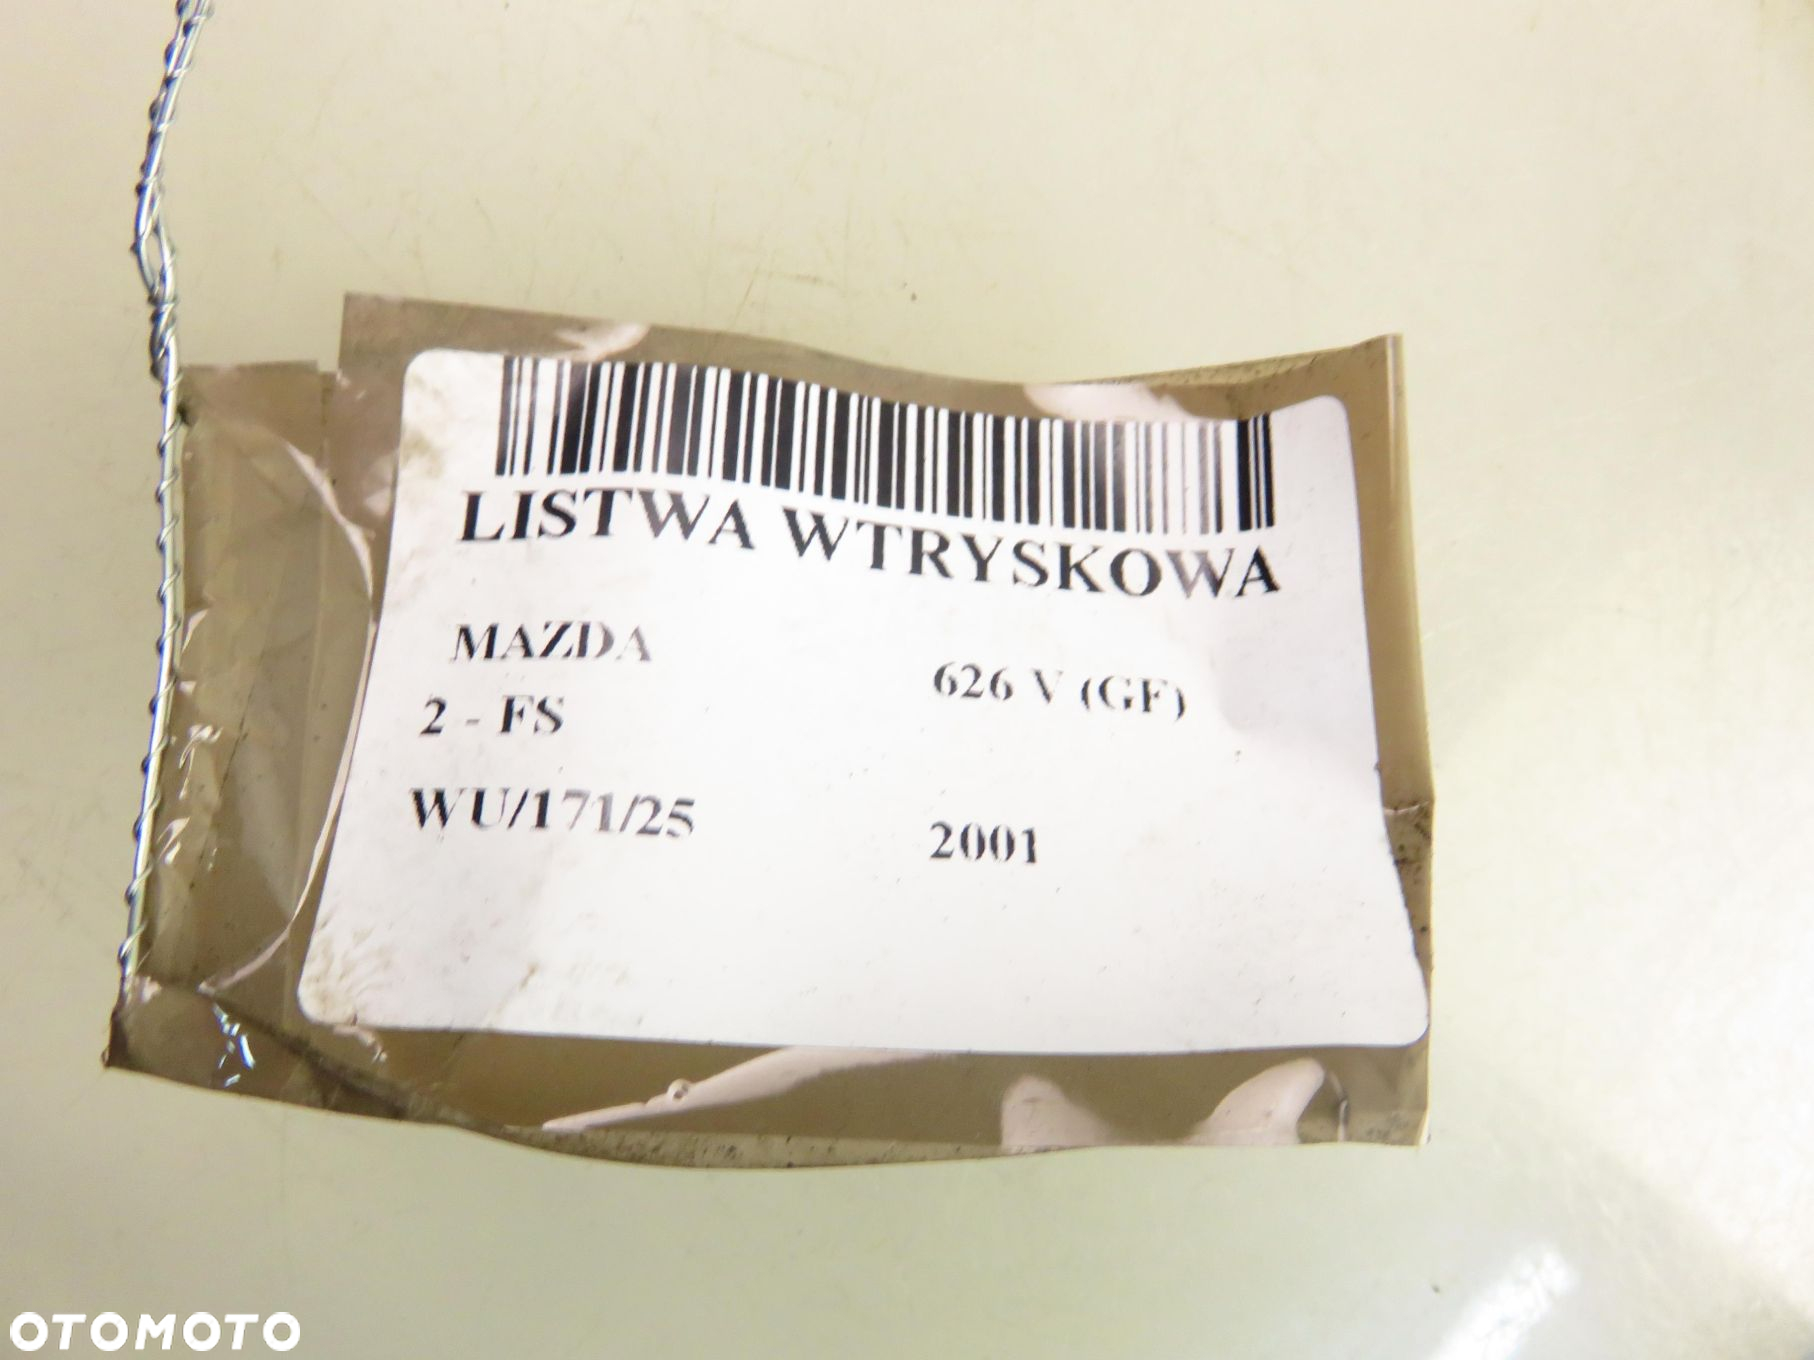 LISTWA WTRYSKOWA
MAZDA 626 V (GF)
2 - FS
WU/171/25 2001
OTOMOTO